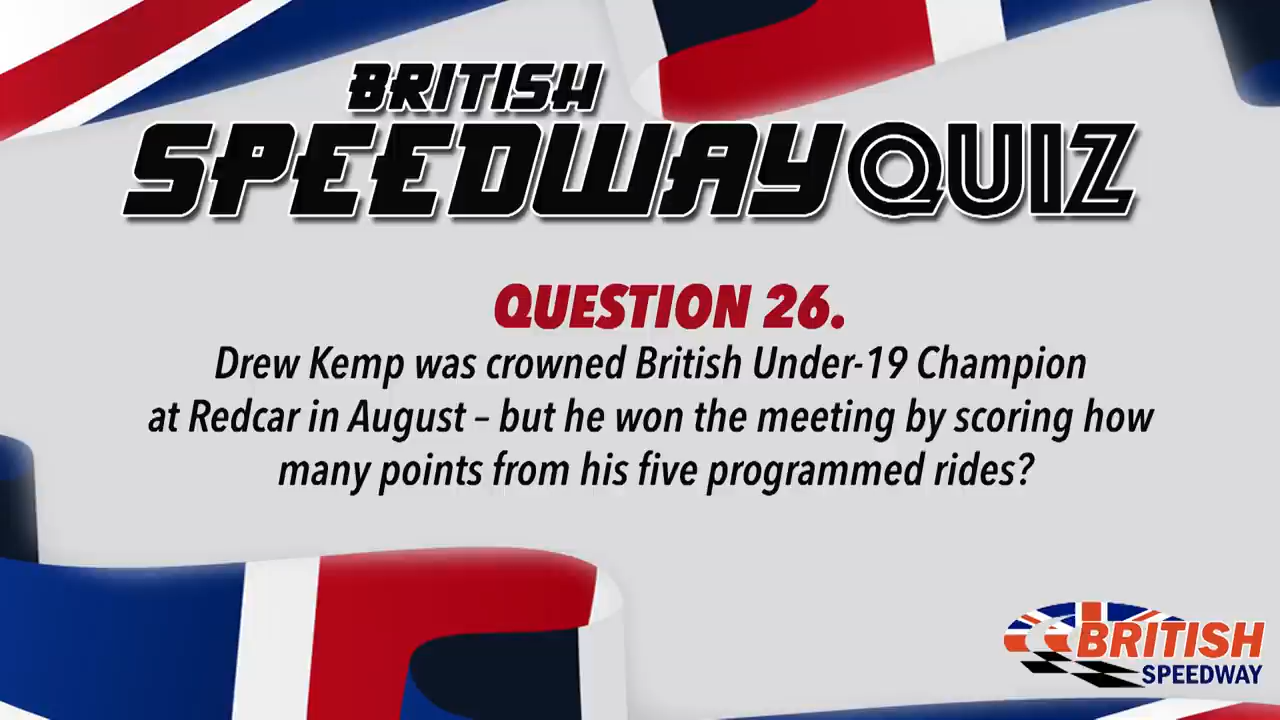 BRITISH
SPEEDWAY QUIZ
QUESTION 26.
Drew Kemp was crowned British Under-19 Champion
at Redcar in August – but he won the meeting by scoring how
many points from his five programmed rides?
BRITISH
SPEEDWAY